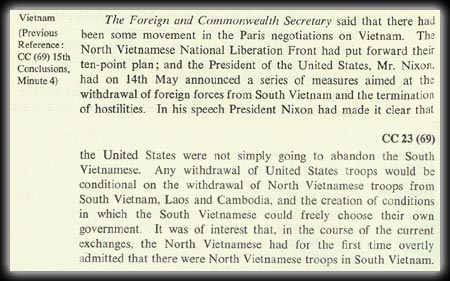 Vietnam
(Previous
Reference:
CC (69) 15th
Conclusions,
Minute 4)
The Foreign and Commonwealth Secretary said that there had
been some movement in the Paris negotiations on Vietnam. The
North Vietnamese National Liberation Front had put forward their
ten-point plan; and the President of the United States, Mr. Nixon,
had on 14th May announced a series of measures aimed at the
withdrawal of foreign forces from South Vietnam and the termination
of hostilities. In his speech President Nixon had made it clear that
CC 23 (69)
the United States were not simply going to abandon the South
Vietnamese. Any withdrawal of United States troops would be
conditional on the withdrawal of North Vietnamese troops from
South Vietnam, Laos and Cambodia, and the creation of conditions
in which the South Vietnamese could freely choose their own
government. It was of interest that, in the course of the current
exchanges, the North Vietnamese had for the first time overtly
admitted that there were North Vietnamese troops in South Vietnam.